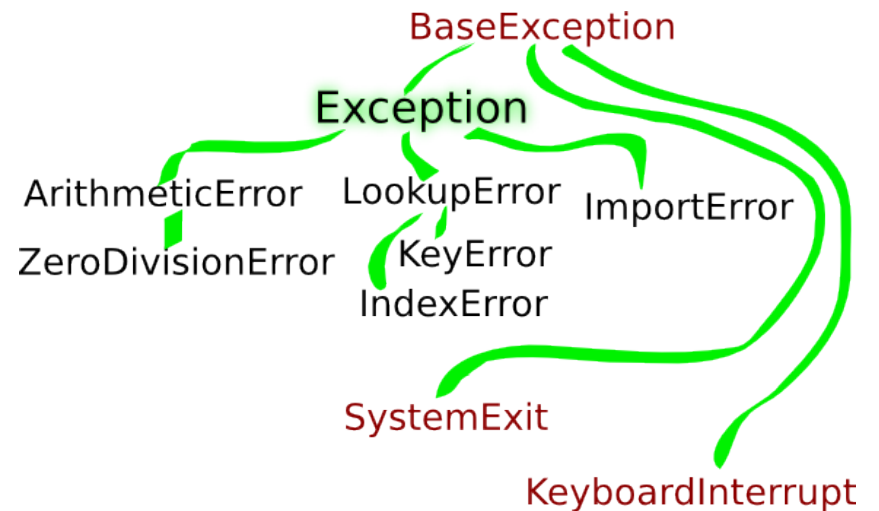 BaseException
Exception
ArithmeticError
LookupError
ImportError
ZeroDivisionError
KeyError
IndexError
SystemExit
KeyboardInterrupt